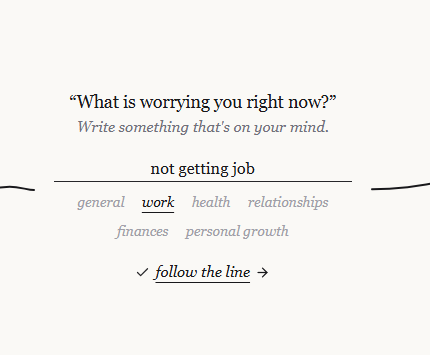 “What is worrying you right now?”
Write something that's on your mind.
not getting job
general work health relationships
finances personal growth
✓ follow the line →